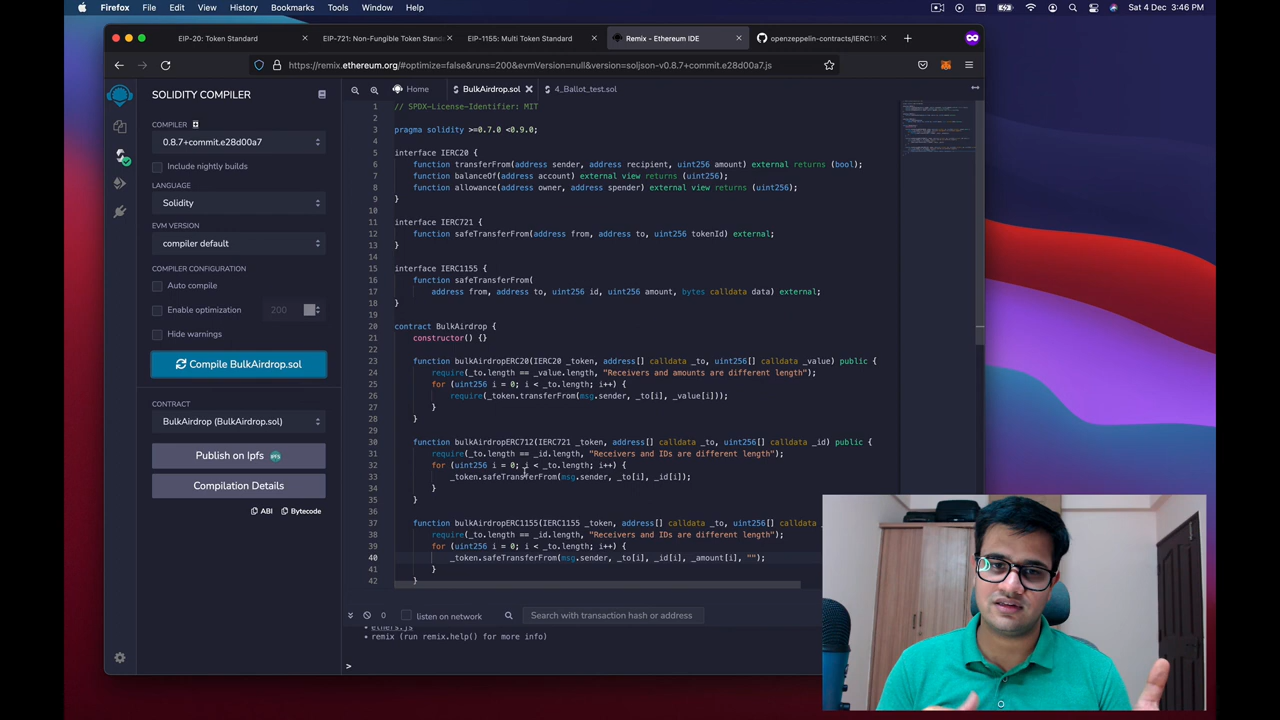 Firefox File Edit View History Bookmarks Tools Window Help Sat 4 Dec 3:46 PM
EIP-20: Token Standard EIP-721: Non-Fungible Token Stand EIP-1155: Multi Token Standard Remix - Ethereum IDE openzeppelin-contracts/IERC11
https://remix.ethereum.org/#optimize=false&runs=200&evmVersion=null&version=soljson-v0.8.7+commit.e28d00a7.js
SOLIDITY COMPILER
COMPILER
0.8.7+commit.e28d00a7
Include nightly builds
LANGUAGE
Solidity
EVM VERSION
compiler default
COMPILER CONFIGURATION
Auto compile
Enable optimization 200
Hide warnings
Compile BulkAirdrop.sol
CONTRACT
BulkAirdrop (BulkAirdrop.sol)
Publish on Ipfs
Compilation Details
ABI Bytecode
Home BulkAirdrop.sol 4_Ballot_test.sol
1 // SPDX-License-Identifier: MIT
2
3 pragma solidity >=0.7.0 <0.9.0;
4
5 interface IERC20 {
6 function transferFrom(address sender, address recipient, uint256 amount) external returns (bool);
7 function balanceOf(address account) external view returns (uint256);
8 function allowance(address owner, address spender) external view returns (uint256);
9 }
10
11 interface IERC721 {
12 function safeTransferFrom(address from, address to, uint256 tokenId) external;
13 }
14
15 interface IERC1155 {
16 function safeTransferFrom(
17 address from, address to, uint256 id, uint256 amount, bytes calldata data) external;
18 }
19
20 contract BulkAirdrop {
21 constructor() {}
22
23 function bulkAirdropERC20(IERC20 _token, address[] calldata _to, uint256[] calldata _value) public {
24 require(_to.length == _value.length, "Receivers and amounts are different length");
25 for (uint256 i = 0; i < _to.length; i++) {
26 require(_token.transferFrom(msg.sender, _to[i], _value[i]));
27 }
28 }
29
30 function bulkAirdropERC712(IERC721 _token, address[] calldata _to, uint256[] calldata _id) public {
31 require(_to.length == _id.length, "Receivers and IDs are different length");
32 for (uint256 i = 0; i < _to.length; i++) {
33 _token.safeTransferFrom(msg.sender, _to[i], _id[i]);
34 }
35 }
36
37 function bulkAirdropERC1155(IERC1155 _token, address[] calldata _to, uint256[] calldata
38 require(_to.length == _id.length, "Receivers and IDs are different length");
39 for (uint256 i = 0; i < _to.length; i++) {
40 _token.safeTransferFrom(msg.sender, _to[i], _id[i], _amount[i], "");
41 }
42 }
0 listen on network Search with transaction hash or address
• ethers.js
• remix (run remix.help() for more info)
>